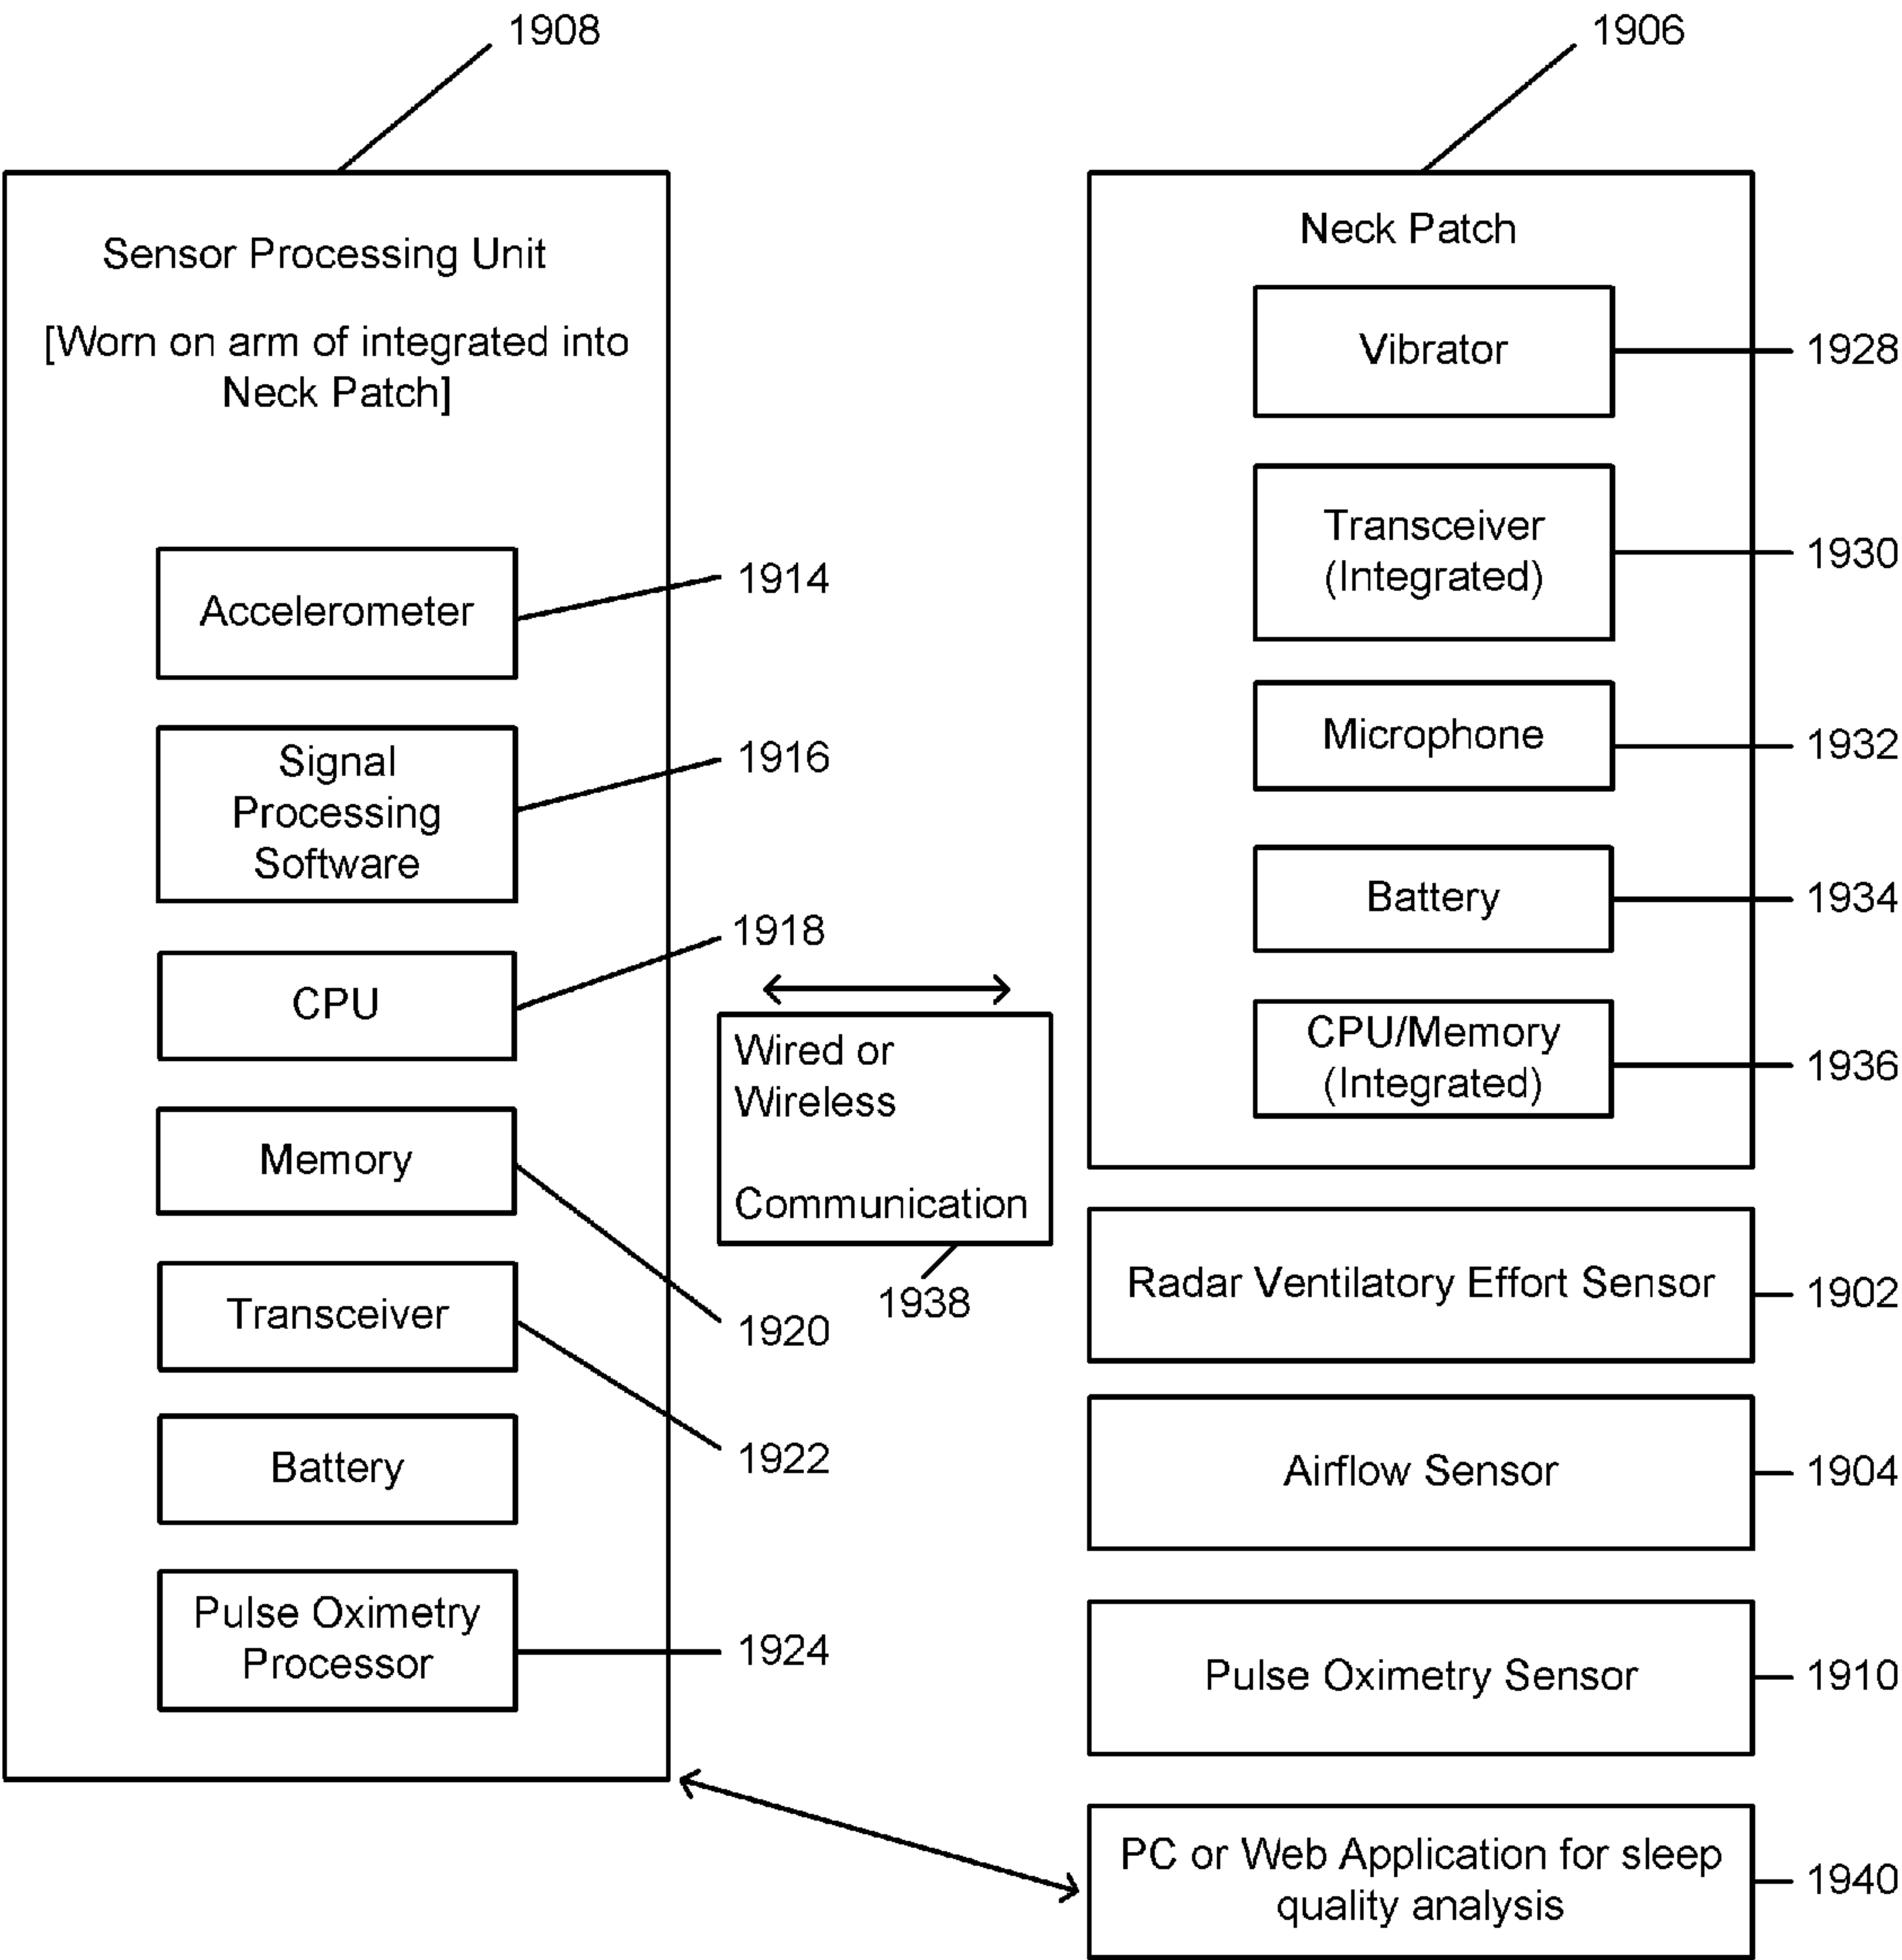 1908
Sensor Processing Unit
[Worn on arm of integrated into
Neck Patch]
Accelerometer
1914
Signal
Processing
Software
1916
CPU
1918
Memory
1920
Transceiver
1922
Battery
Pulse Oximetry
Processor
1924
Wired or
Wireless
Communication
1938
1906
Neck Patch
Vibrator
1928
Transceiver
(Integrated)
1930
Microphone
1932
Battery
1934
CPU/Memory
(Integrated)
1936
Radar Ventilatory Effort Sensor
1902
Airflow Sensor
1904
Pulse Oximetry Sensor
1910
PC or Web Application for sleep
quality analysis
1940